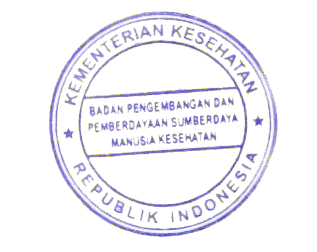 KEMENTERIAN KESEHATAN
BADAN PENGEMBANGAN DAN
PEMBERDAYAAN SUMBERDAYA
MANUSIA KESEHATAN
REPUBLIK INDONESIA